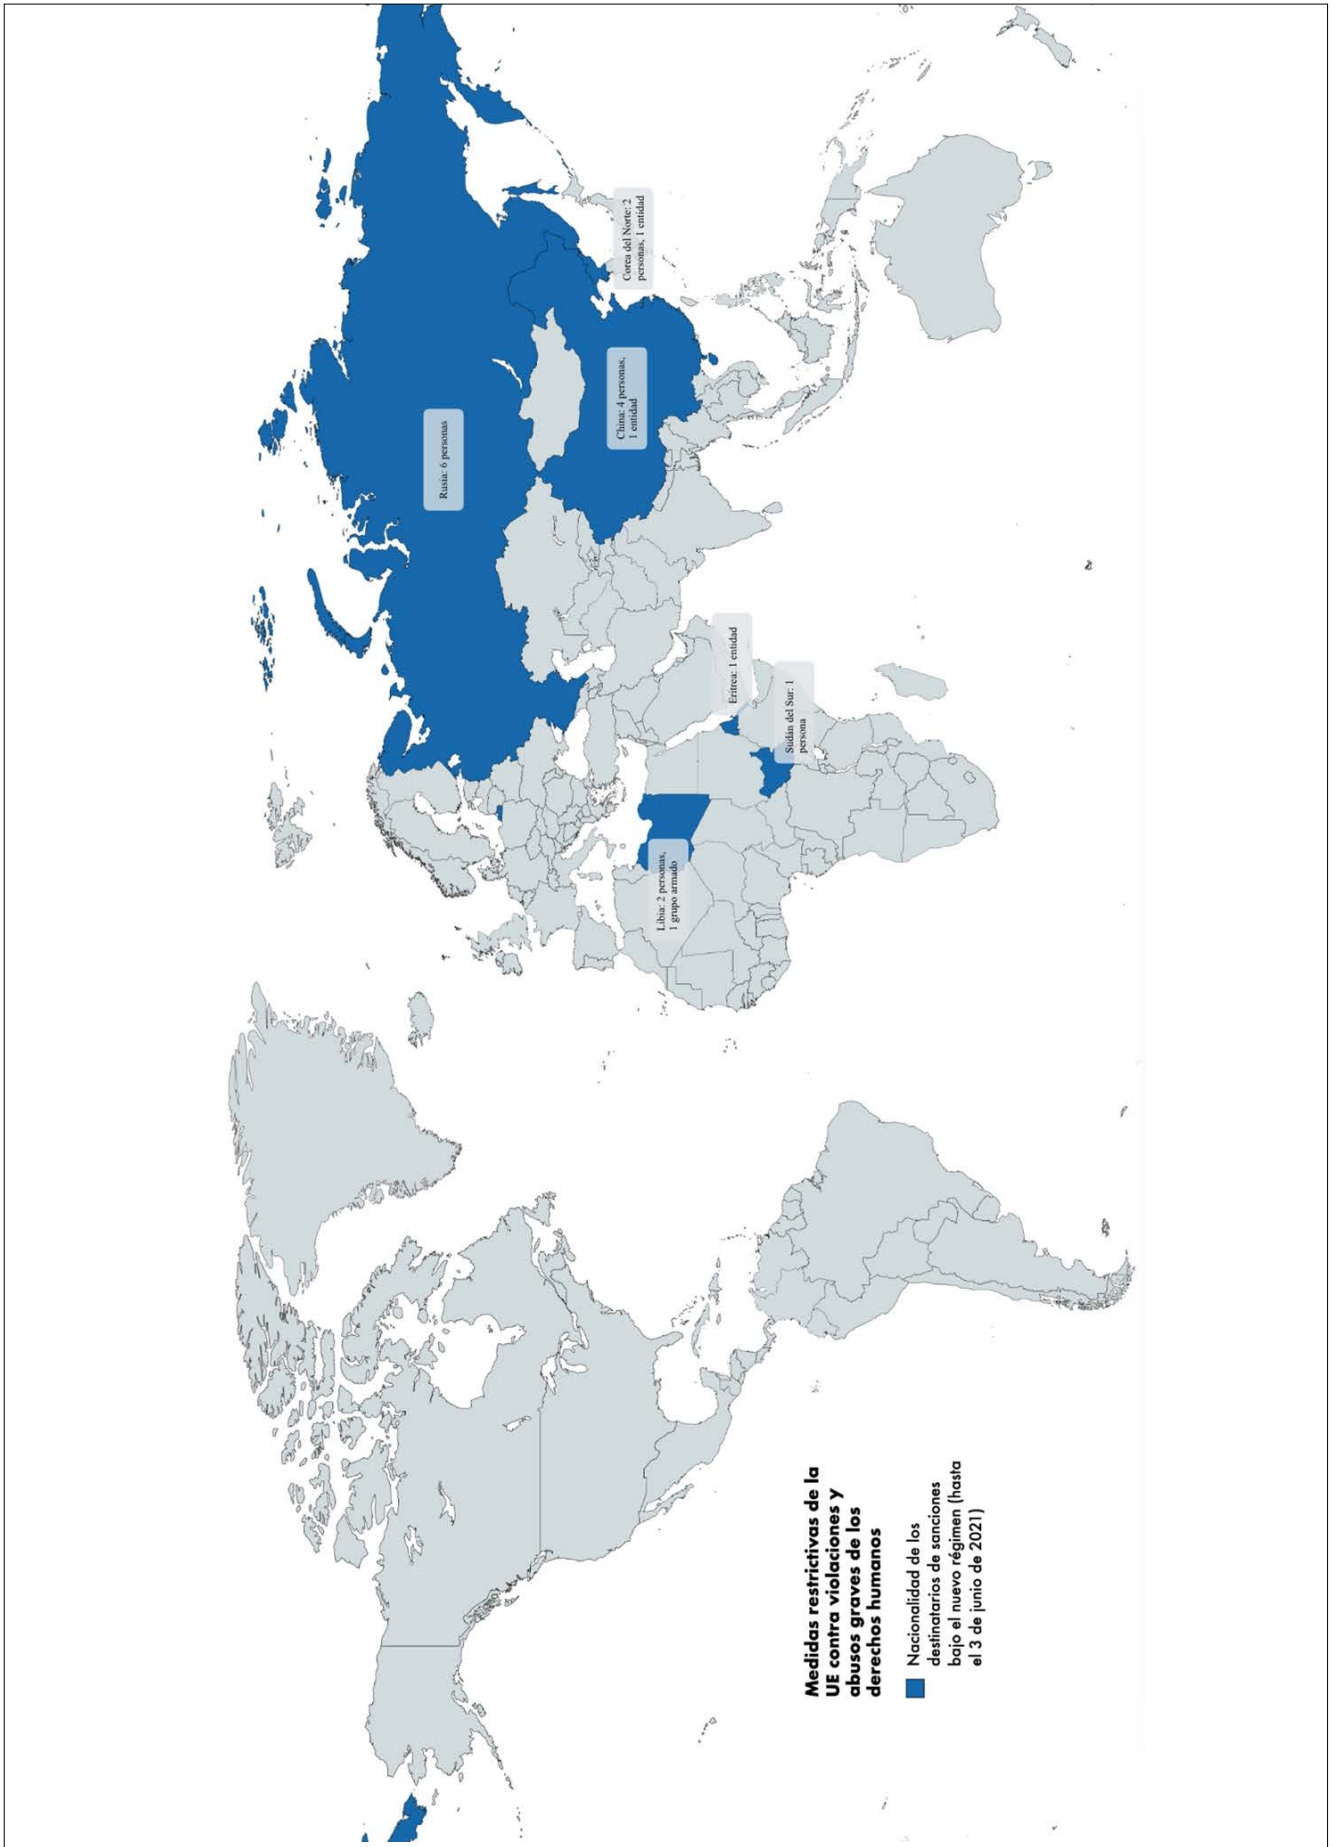 Medidas restrictivas de la
UE contra violaciones y
abusos graves de los
derechos humanos
Nacionalidad de los
destinatarios de sanciones
bajo el nuevo régimen (hasta
el 3 de junio de 2021)
Rusia: 6 personas
China: 4 personas,
1 entidad
Corea del Norte: 2
personas, 1 entidad
Libia: 2 personas,
1 grupo armado
Eritrea: 1 entidad
Sudán del Sur: 1
persona